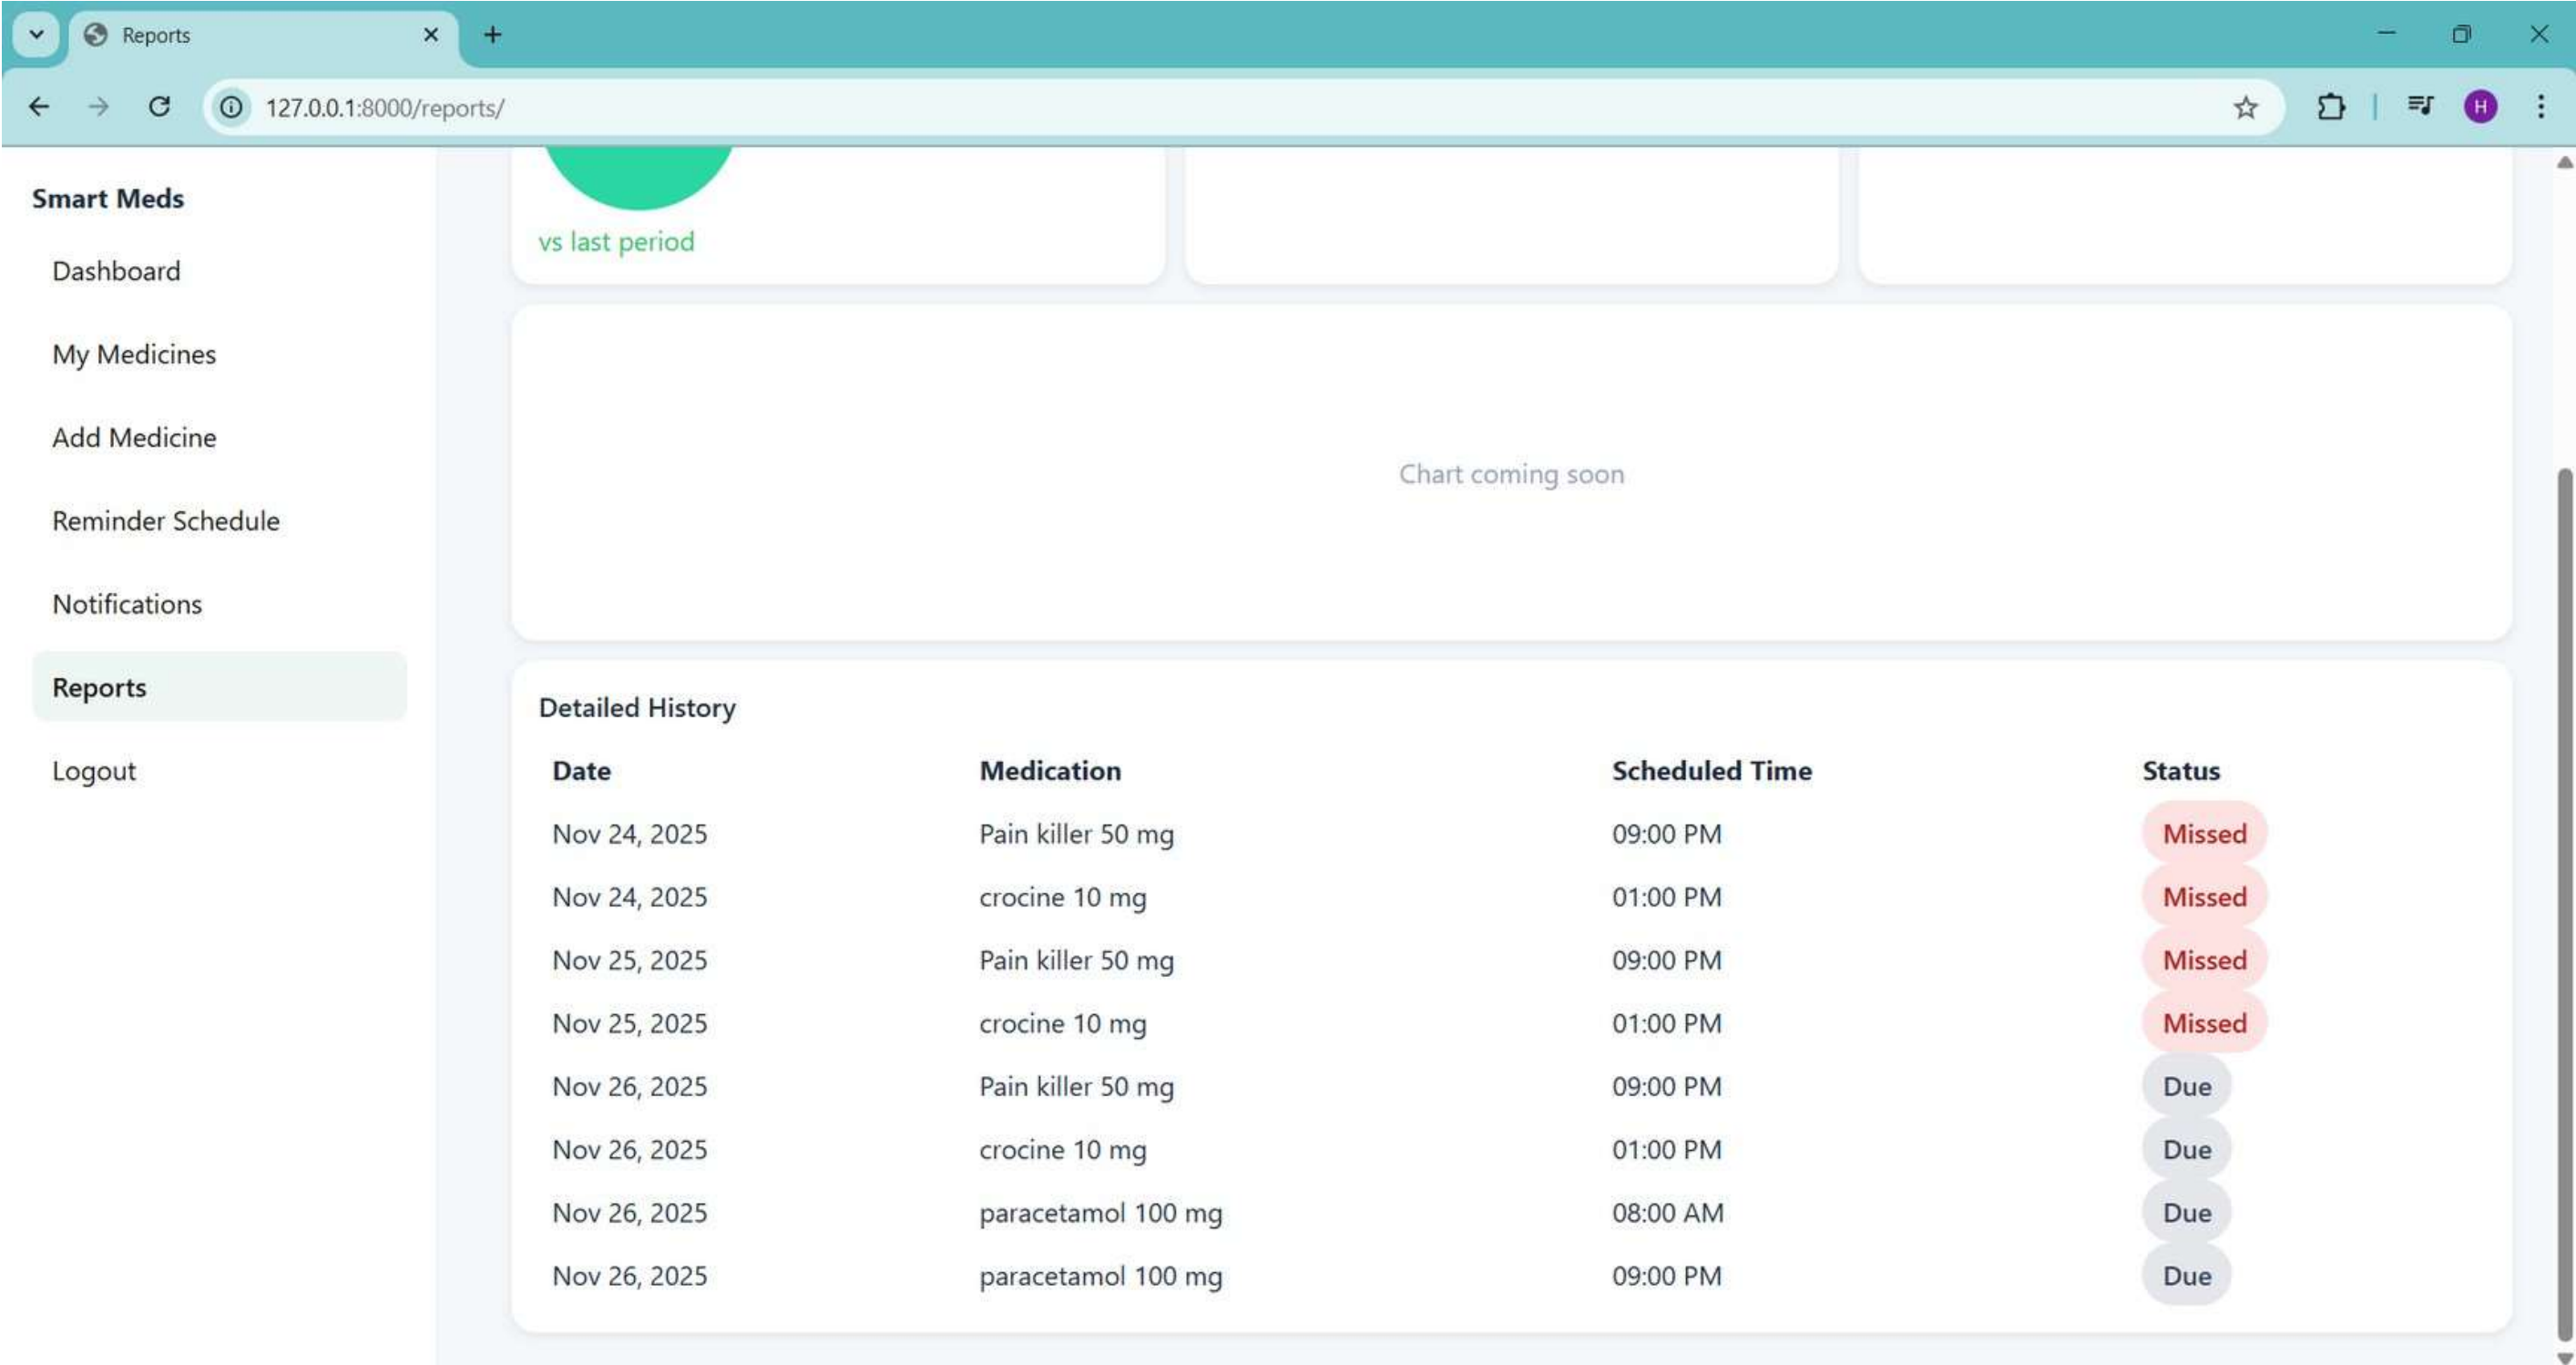 Reports
127.0.0.1:8000/reports/
H
Smart Meds
Dashboard
My Medicines
Add Medicine
Reminder Schedule
Notifications
Reports
Logout
vs last period
Chart coming soon
Detailed History
Date Medication Scheduled Time Status
Nov 24, 2025 Pain killer 50 mg 09:00 PM Missed
Nov 24, 2025 crocine 10 mg 01:00 PM Missed
Nov 25, 2025 Pain killer 50 mg 09:00 PM Missed
Nov 25, 2025 crocine 10 mg 01:00 PM Missed
Nov 26, 2025 Pain killer 50 mg 09:00 PM Due
Nov 26, 2025 crocine 10 mg 01:00 PM Due
Nov 26, 2025 paracetamol 100 mg 08:00 AM Due
Nov 26, 2025 paracetamol 100 mg 09:00 PM Due